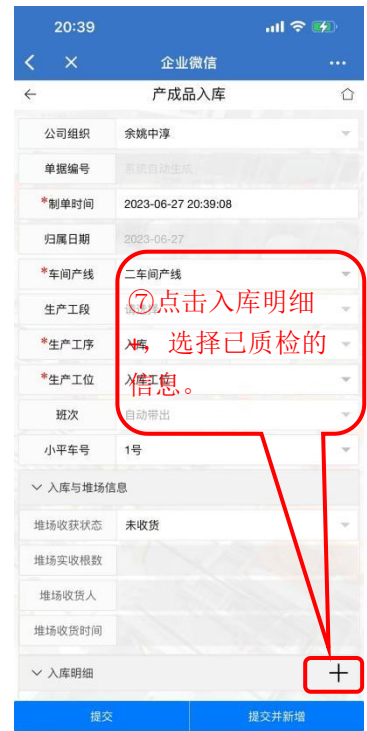 20:39
企业微信
产成品入库
公司组织 余姚中淳
单据编号 系统自动生成
*制单时间 2023-06-27 20:39:08
归属日期 2023-06-27
*车间产线 二车间产线
生产工段
*生产工序 入库
*生产工位 入库工位
班次 自动带出
小平车号 1号
⑦点击入库明细
+，选择已质检的
信息。
入库与堆场信息
堆场收获状态 未收货
堆场实收根数
堆场收货人
堆场收货时间
入库明细 +
提交 提交并新增